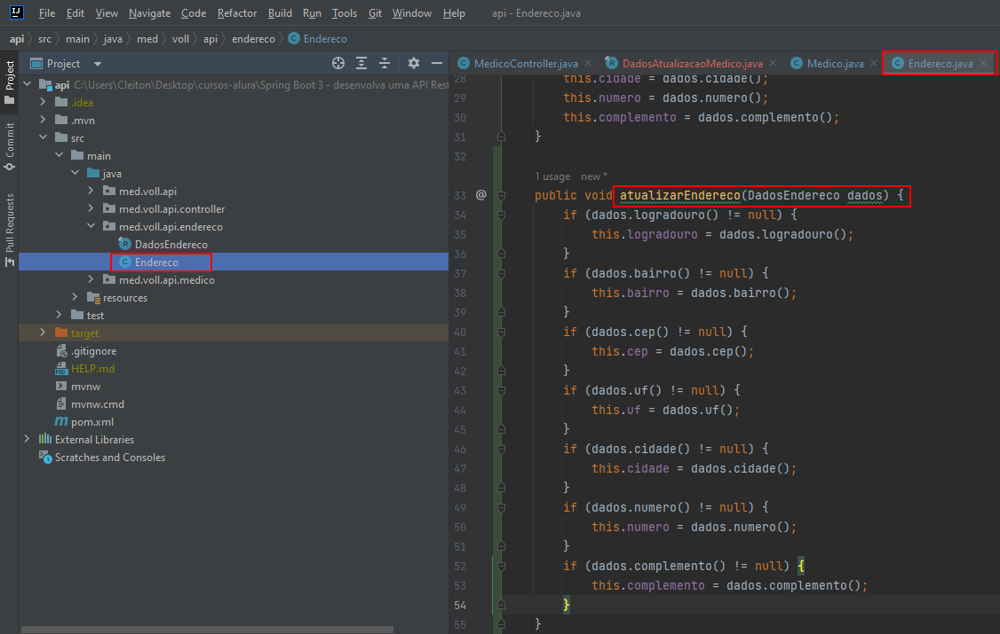 IJ File Edit View Navigate Code Refactor Build Run Tools Git Window Help api - Endereco.java
api src main java med voll api endereco C Endereco
Project
Commit
Pull Requests
Project
api C:\Users\Cleiton\Desktop\cursos-alura\Spring Boot 3 - desenvolva uma API Rest
.idea
.mvn
src
main
java
med.voll.api
med.voll.api.controller
med.voll.api.endereco
R DadosEndereco
C Endereco
med.voll.api.medico
resources
test
target
.gitignore
MD HELP.md
mvnw
mvnw.cmd
m pom.xml
External Libraries
Scratches and Consoles
C MedicoController.java R DadosAtualizacaoMedico.java C Medico.java C Endereco.java
28 this.cidade = dados.cidade();
29 this.numero = dados.numero();
30 this.complemento = dados.complemento();
31 }
32
1 usage new *
33 @ public void atualizarEndereco(DadosEndereco dados) {
34 if (dados.logradouro() != null) {
35 this.logradouro = dados.logradouro();
36 }
37 if (dados.bairro() != null) {
38 this.bairro = dados.bairro();
39 }
40 if (dados.cep() != null) {
41 this.cep = dados.cep();
42 }
43 if (dados.uf() != null) {
44 this.uf = dados.uf();
45 }
46 if (dados.cidade() != null) {
47 this.cidade = dados.cidade();
48 }
49 if (dados.numero() != null) {
50 this.numero = dados.numero();
51 }
52 if (dados.complemento() != null) {
53 this.complemento = dados.complemento();
54 }
55 }